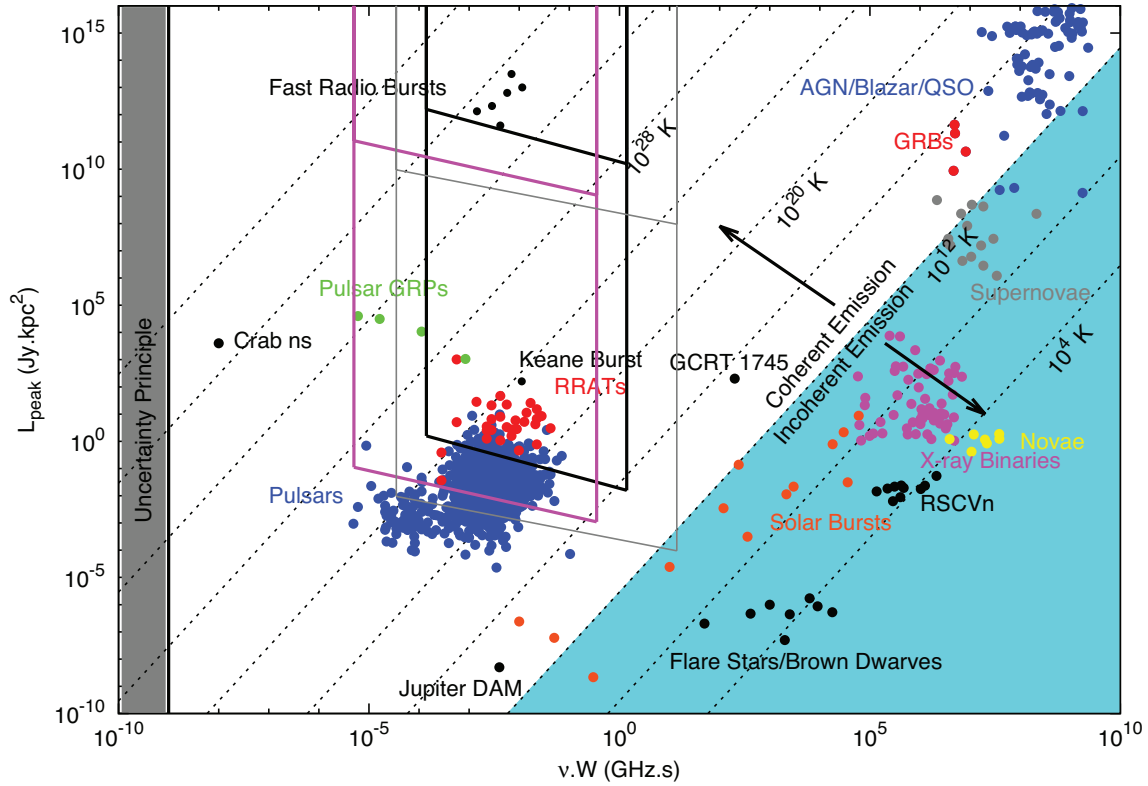 10^15
Fast Radio Bursts
AGN/Blazar/QSO
GRBs
10^28 K
10^20 K
10^12 K
10^4 K
10^10
Coherent Emission
Incoherent Emission
Supernovae
Pulsar GRPs
10^5
Crab ns
Keane Burst
GCRT 1745
RRATs
10^0
Novae
X-ray Binaries
Pulsars
RSCVn
Solar Bursts
10^-5
Flare Stars/Brown Dwarves
Jupiter DAM
10^-10
Uncertainty Principle
L_peak (Jy.kpc^2)
10^-10
10^-5
10^0
10^5
10^10
ν.W (GHz.s)